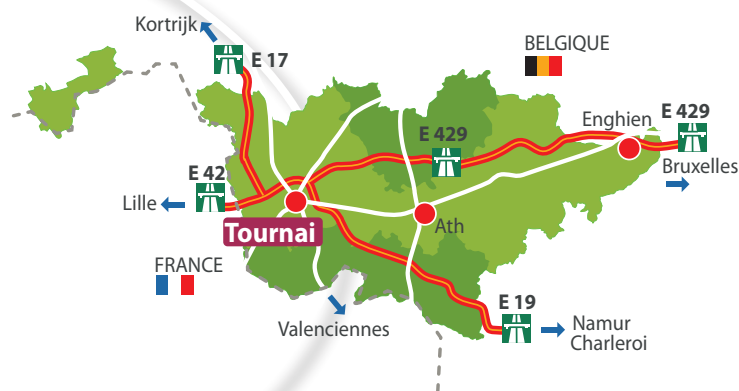 Kortrijk
E 17
BELGIQUE
Enghien
E 429
E 429
Bruxelles
E 42
Lille
Tournai
Ath
FRANCE
E 19
Valenciennes
Namur
Charleroi